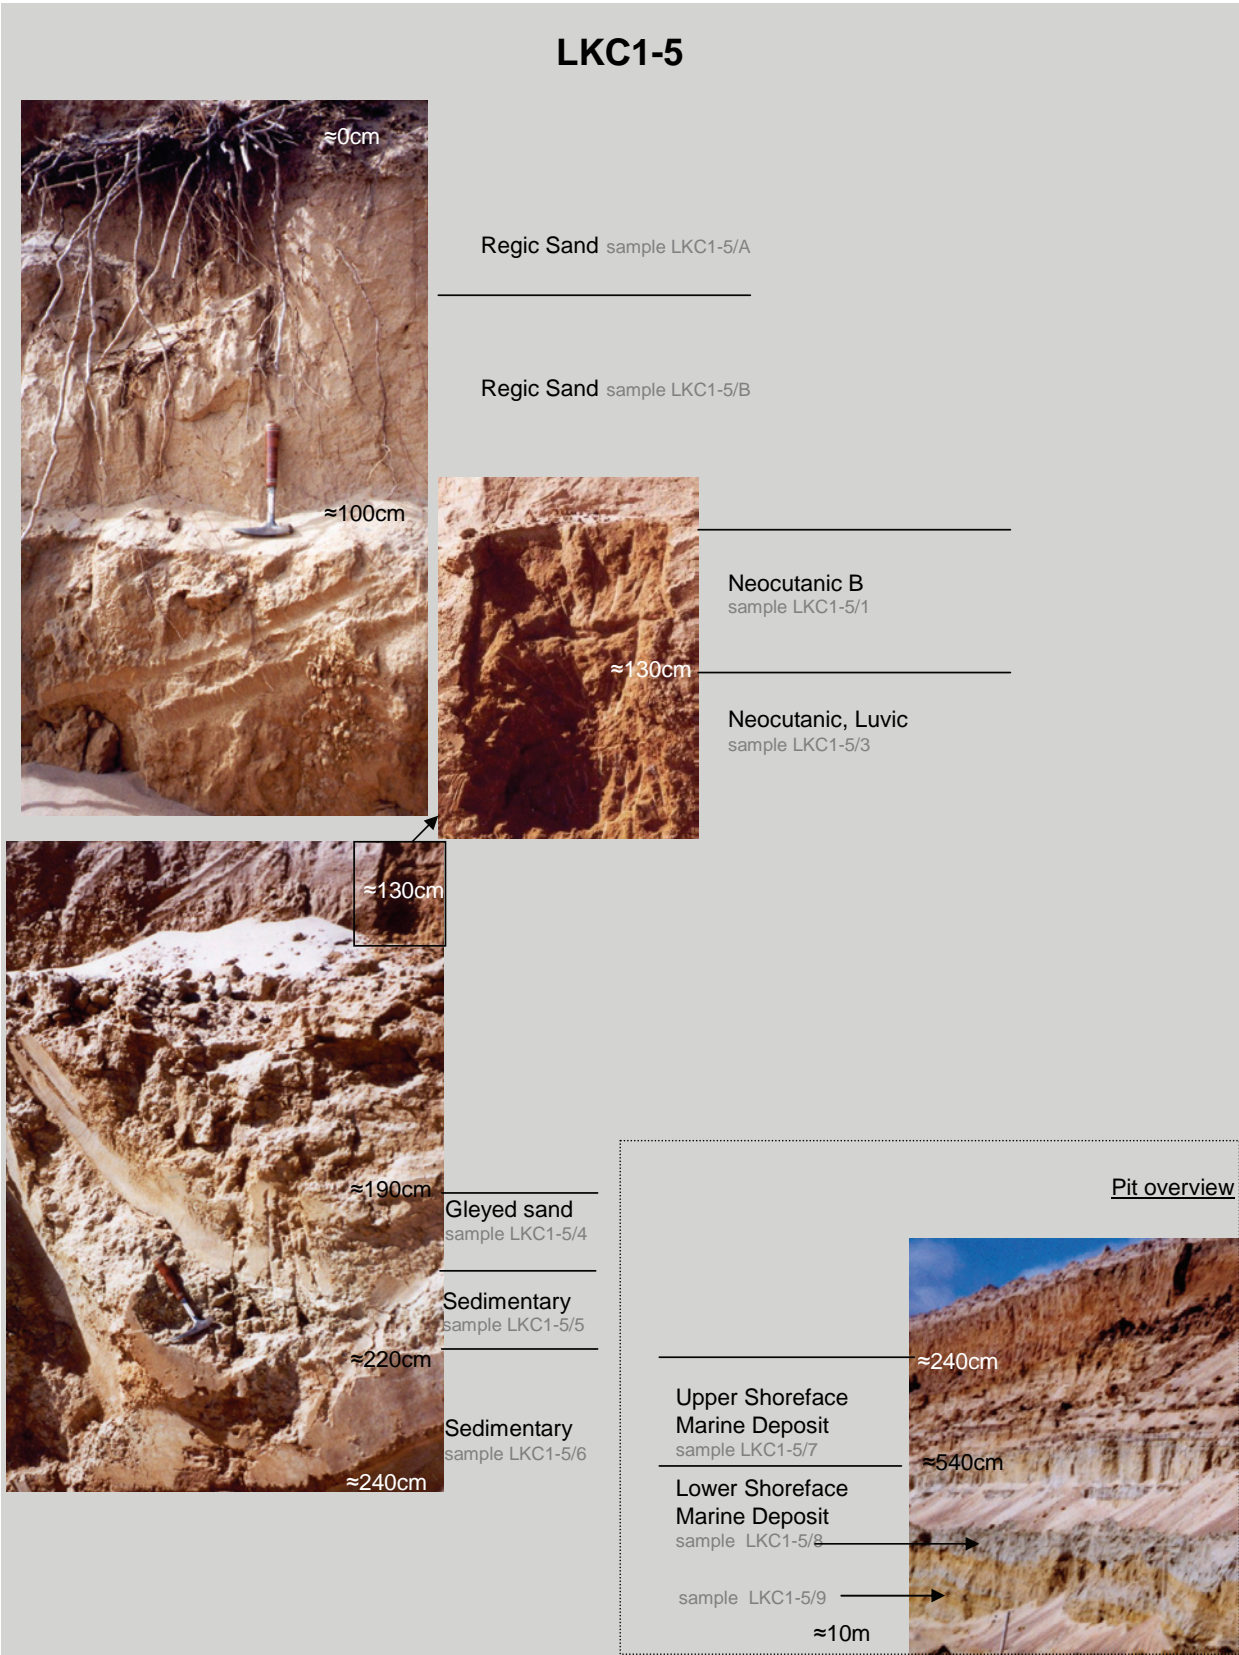 LKC1-5
≈0cm
Regic Sand sample LKC1-5/A
Regic Sand sample LKC1-5/B
≈100cm
Neocutanic B
sample LKC1-5/1
≈130cm
Neocutanic, Luvic
sample LKC1-5/3
≈130cm
≈190cm
Gleyed sand
sample LKC1-5/4
Sedimentary
sample LKC1-5/5
≈220cm
Sedimentary
sample LKC1-5/6
≈240cm
Pit overview
≈240cm
Upper Shoreface
Marine Deposit
sample LKC1-5/7
≈540cm
Lower Shoreface
Marine Deposit
sample LKC1-5/8
sample LKC1-5/9
≈10m